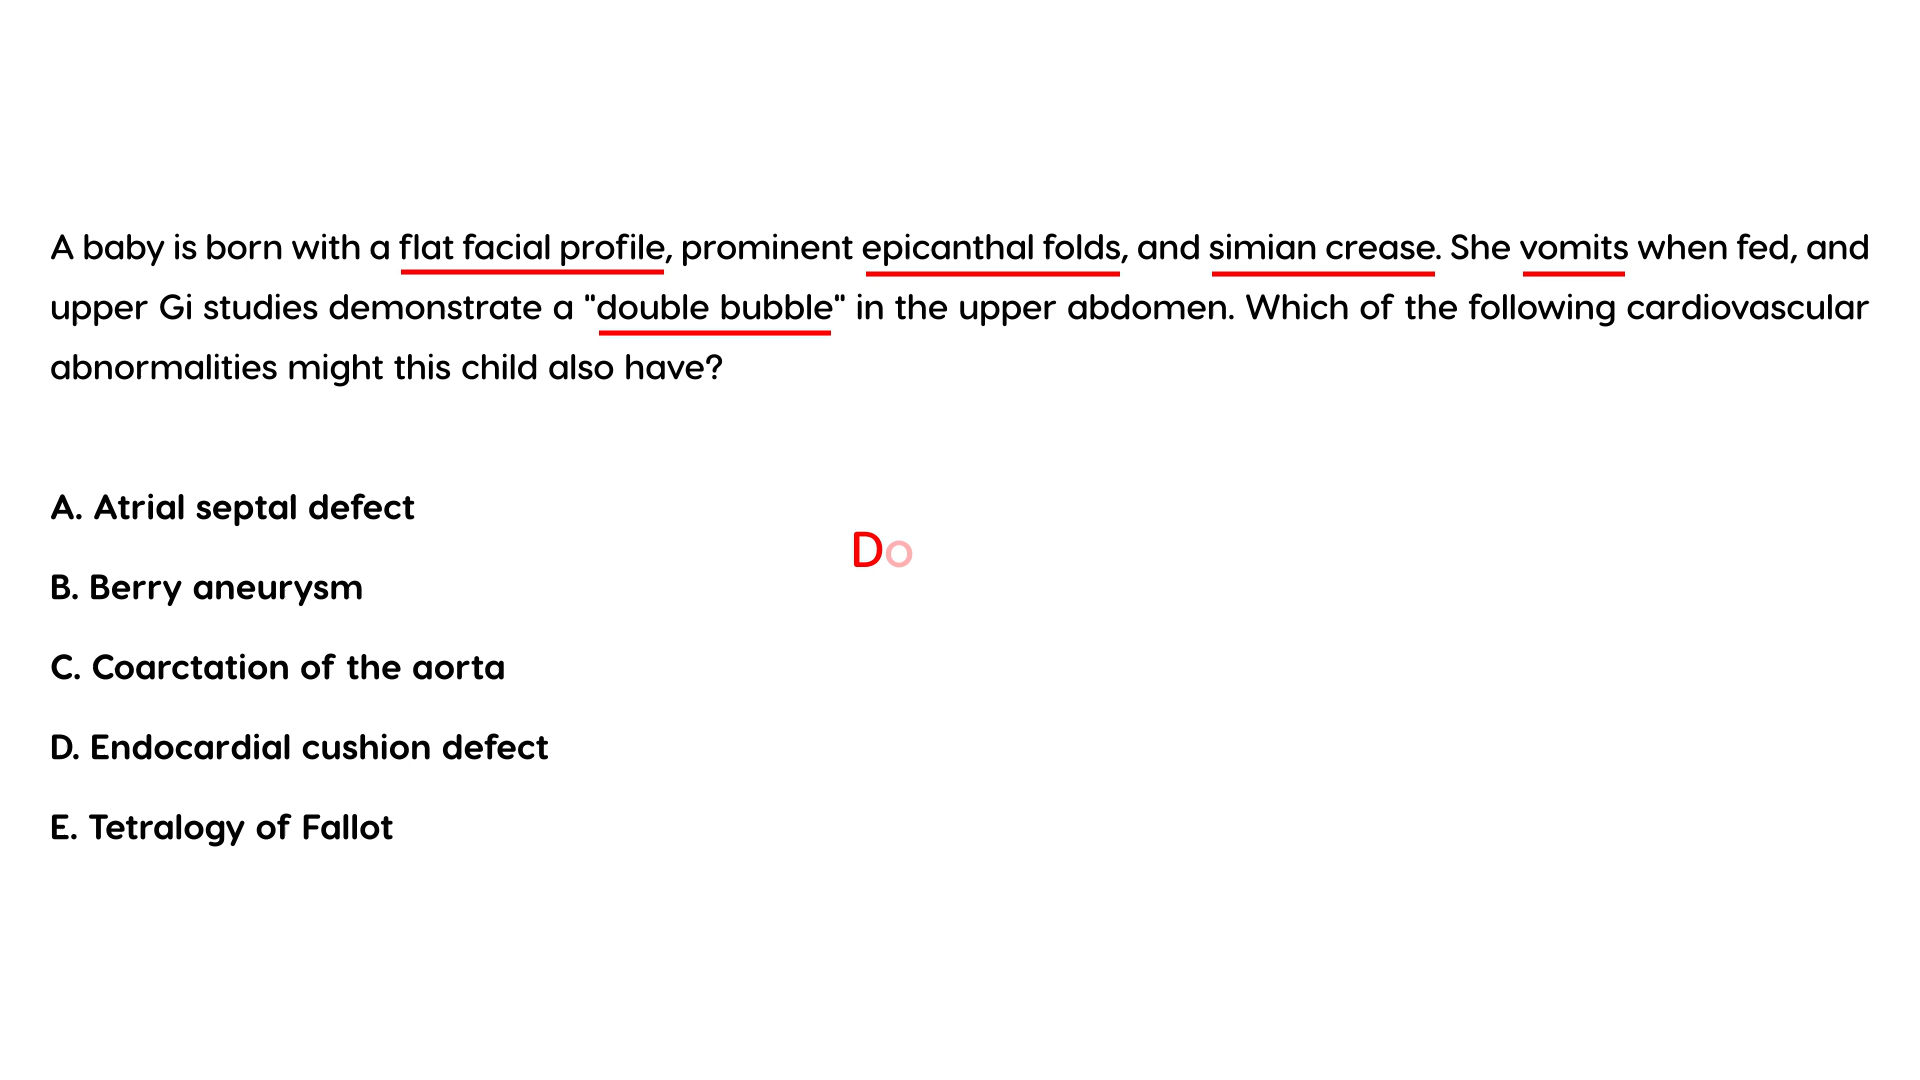 A baby is born with a flat facial profile, prominent epicanthal folds, and simian crease. She vomits when fed, and
upper Gi studies demonstrate a "double bubble" in the upper abdomen. Which of the following cardiovascular
abnormalities might this child also have?
A. Atrial septal defect
Do
B. Berry aneurysm
C. Coarctation of the aorta
D. Endocardial cushion defect
E. Tetralogy of Fallot